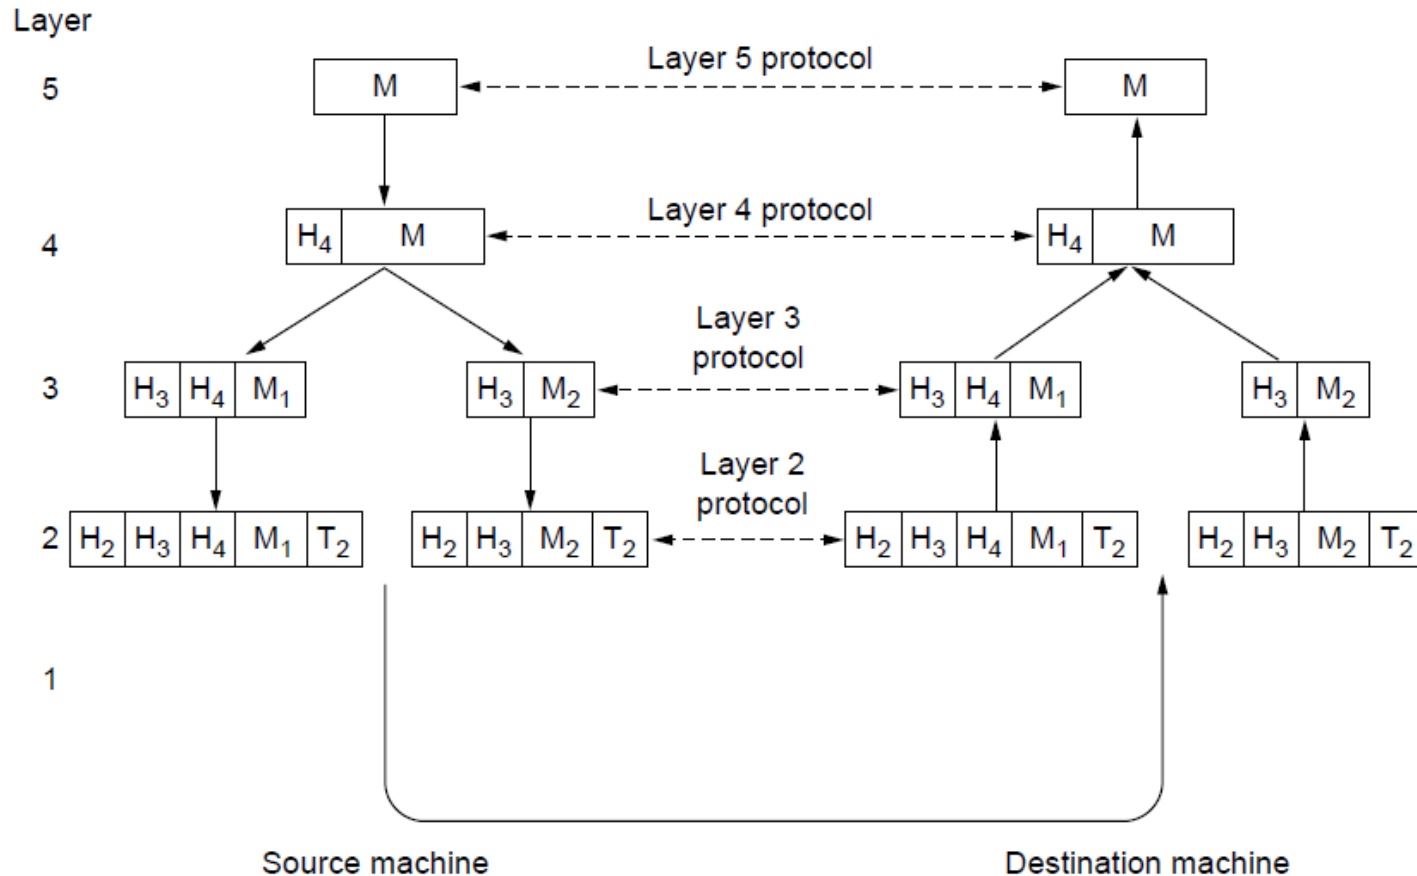 Layer
5 M Layer 5 protocol M
4 H₄ M Layer 4 protocol H₄ M
Layer 3
protocol
3 H₃ H₄ M₁ H₃ M₂ H₃ H₄ M₁ H₃ M₂
Layer 2
protocol
2 H₂ H₃ H₄ M₁ T₂ H₂ H₃ M₂ T₂ H₂ H₃ H₄ M₁ T₂ H₂ H₃ M₂ T₂
1
Source machine Destination machine